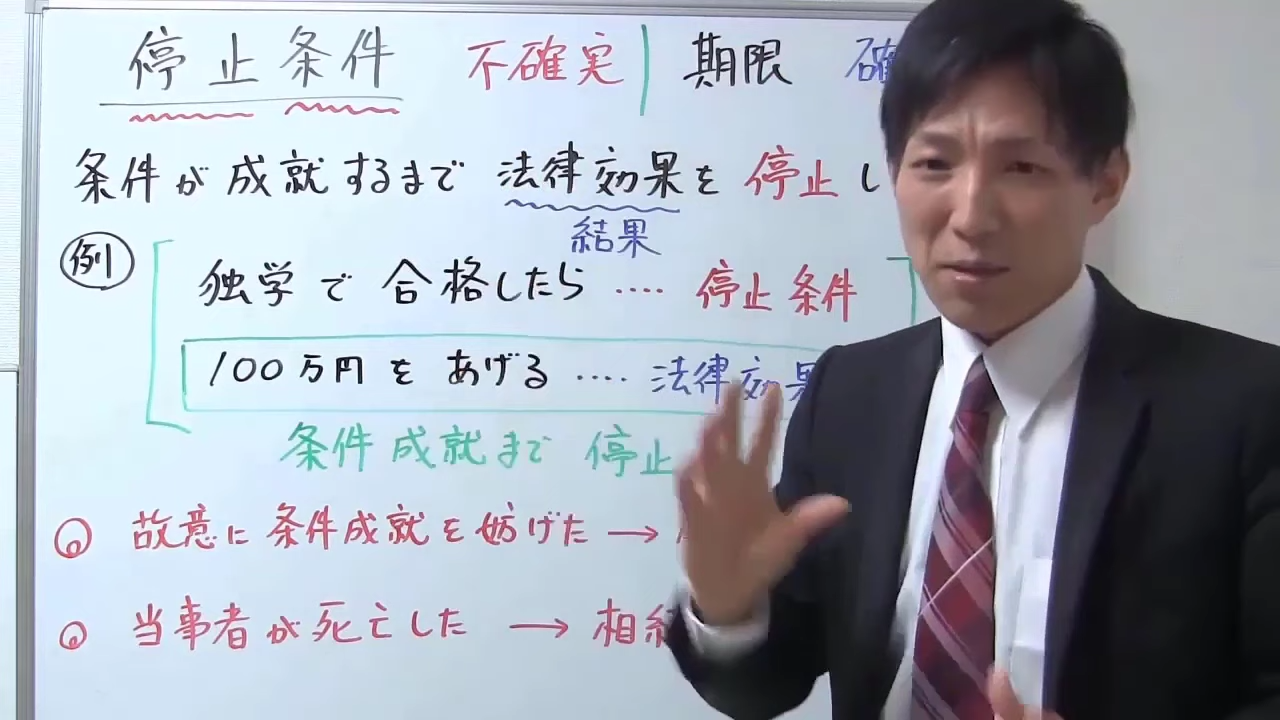 停止条件 不確実 期限 確
条件が成就するまで 法律効果を 停止し
結果
例 独学で合格したら ‥‥ 停止条件
100万円を あげる ‥‥ 法律効果
条件成就まで 停止
故意に条件成就を妨げた →
当事者が死亡した → 相続